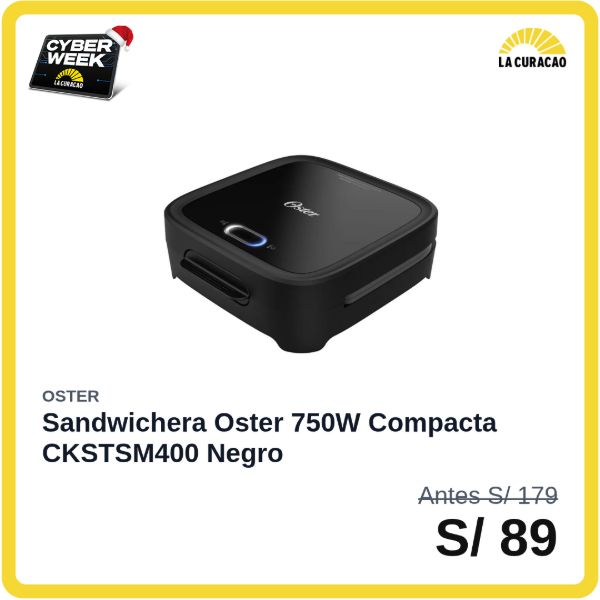 CYBER
WEEK
LA CURACAO
LA CURACAO
Oster
OSTER
Sandwichera Oster 750W Compacta
CKSTSM400 Negro
Antes S/ 179
S/ 89